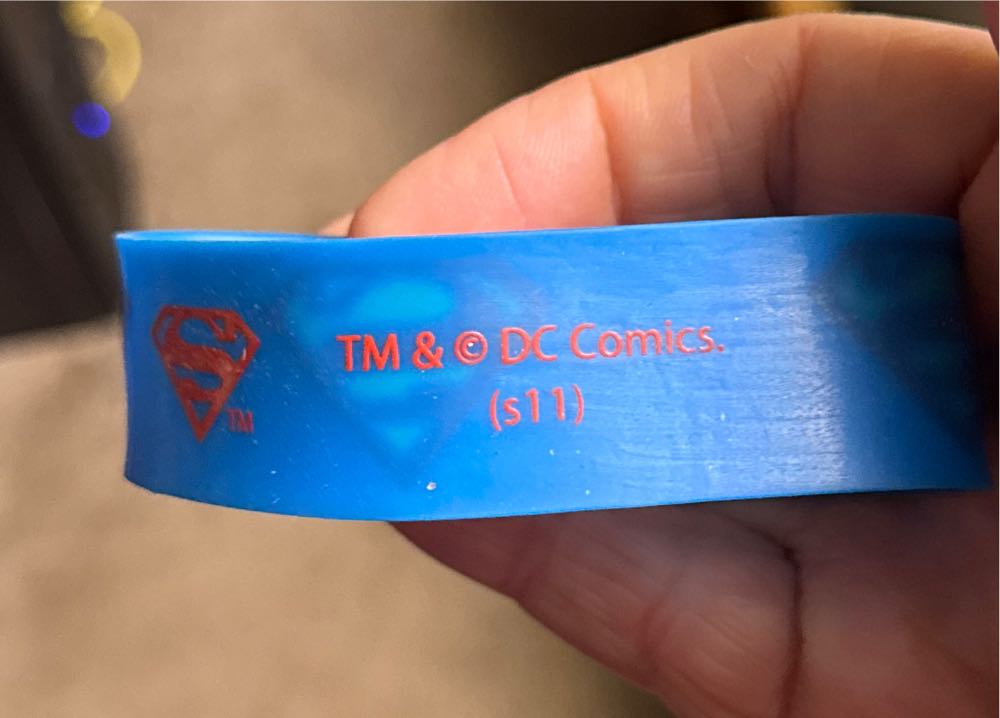 TM & © DC Comics.
(s11)
S
TM